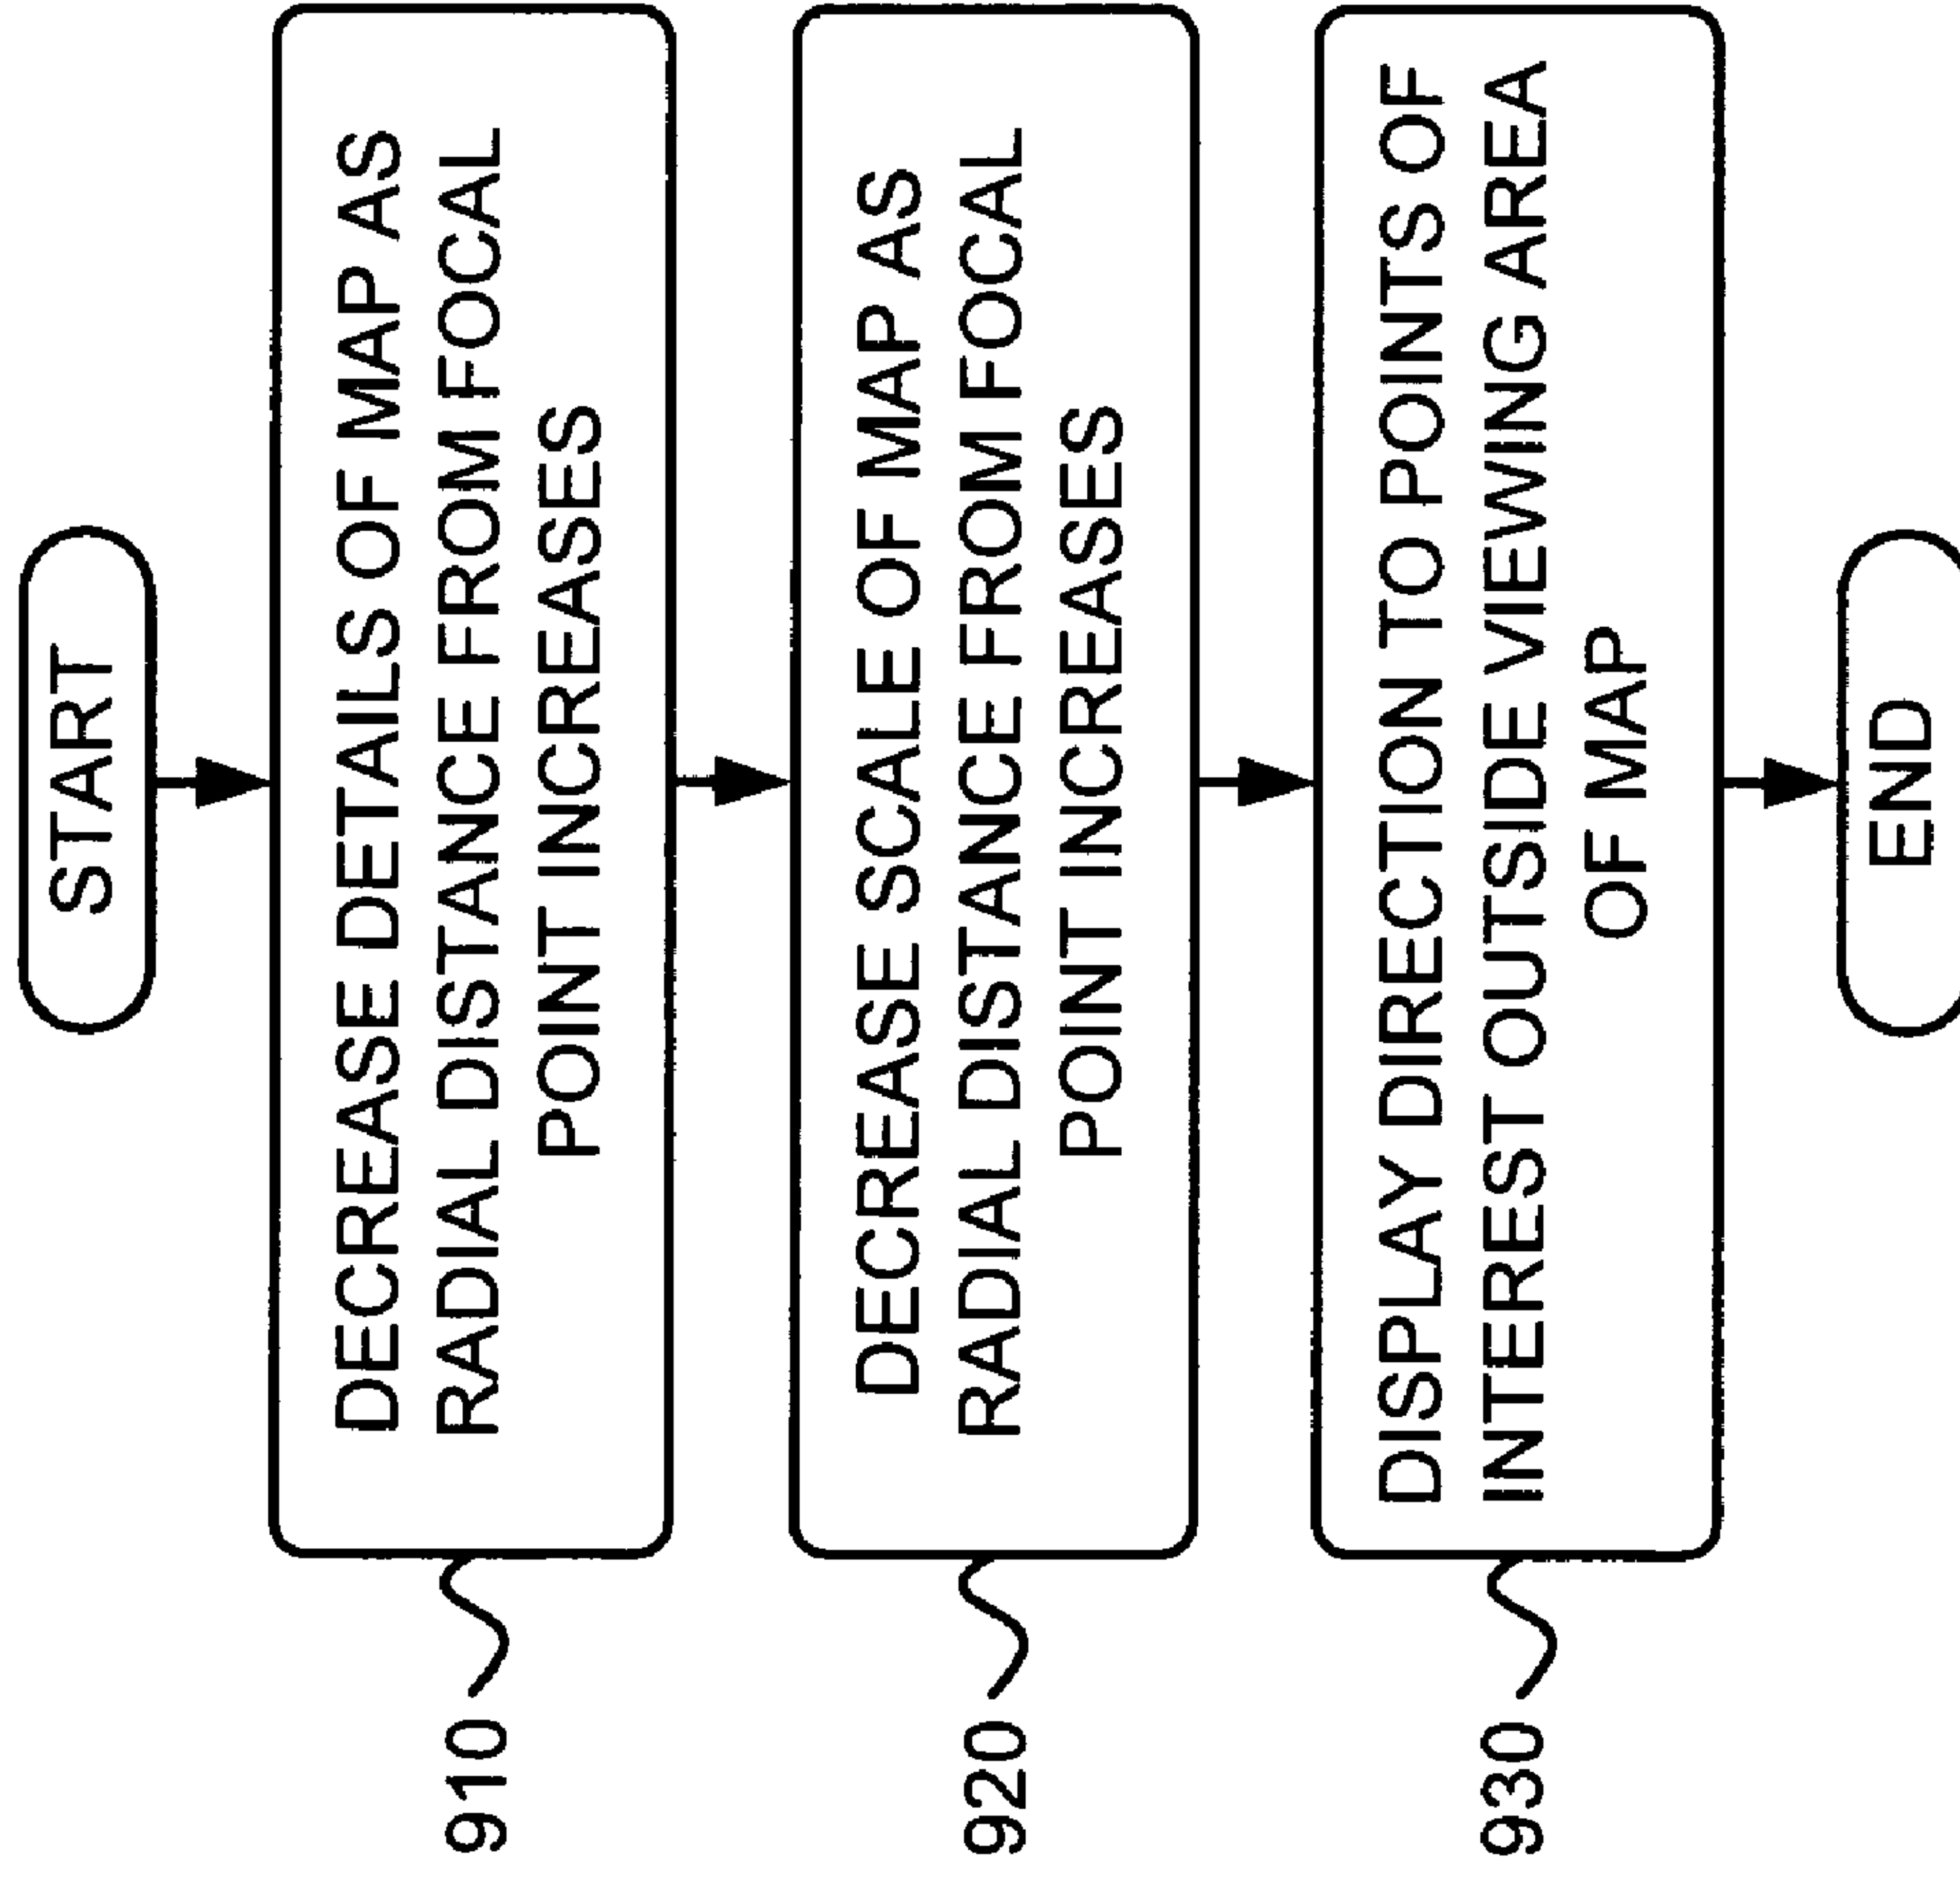 START
DECREASE DETAILS OF MAP AS
RADIAL DISTANCE FROM FOCAL
POINT INCREASES
910
DECREASE SCALE OF MAP AS
RADIAL DISTANCE FROM FOCAL
POINT INCREASES
920
DISPLAY DIRECTION TO POINTS OF
INTEREST OUTSIDE VIEWING AREA
OF MAP
930
END